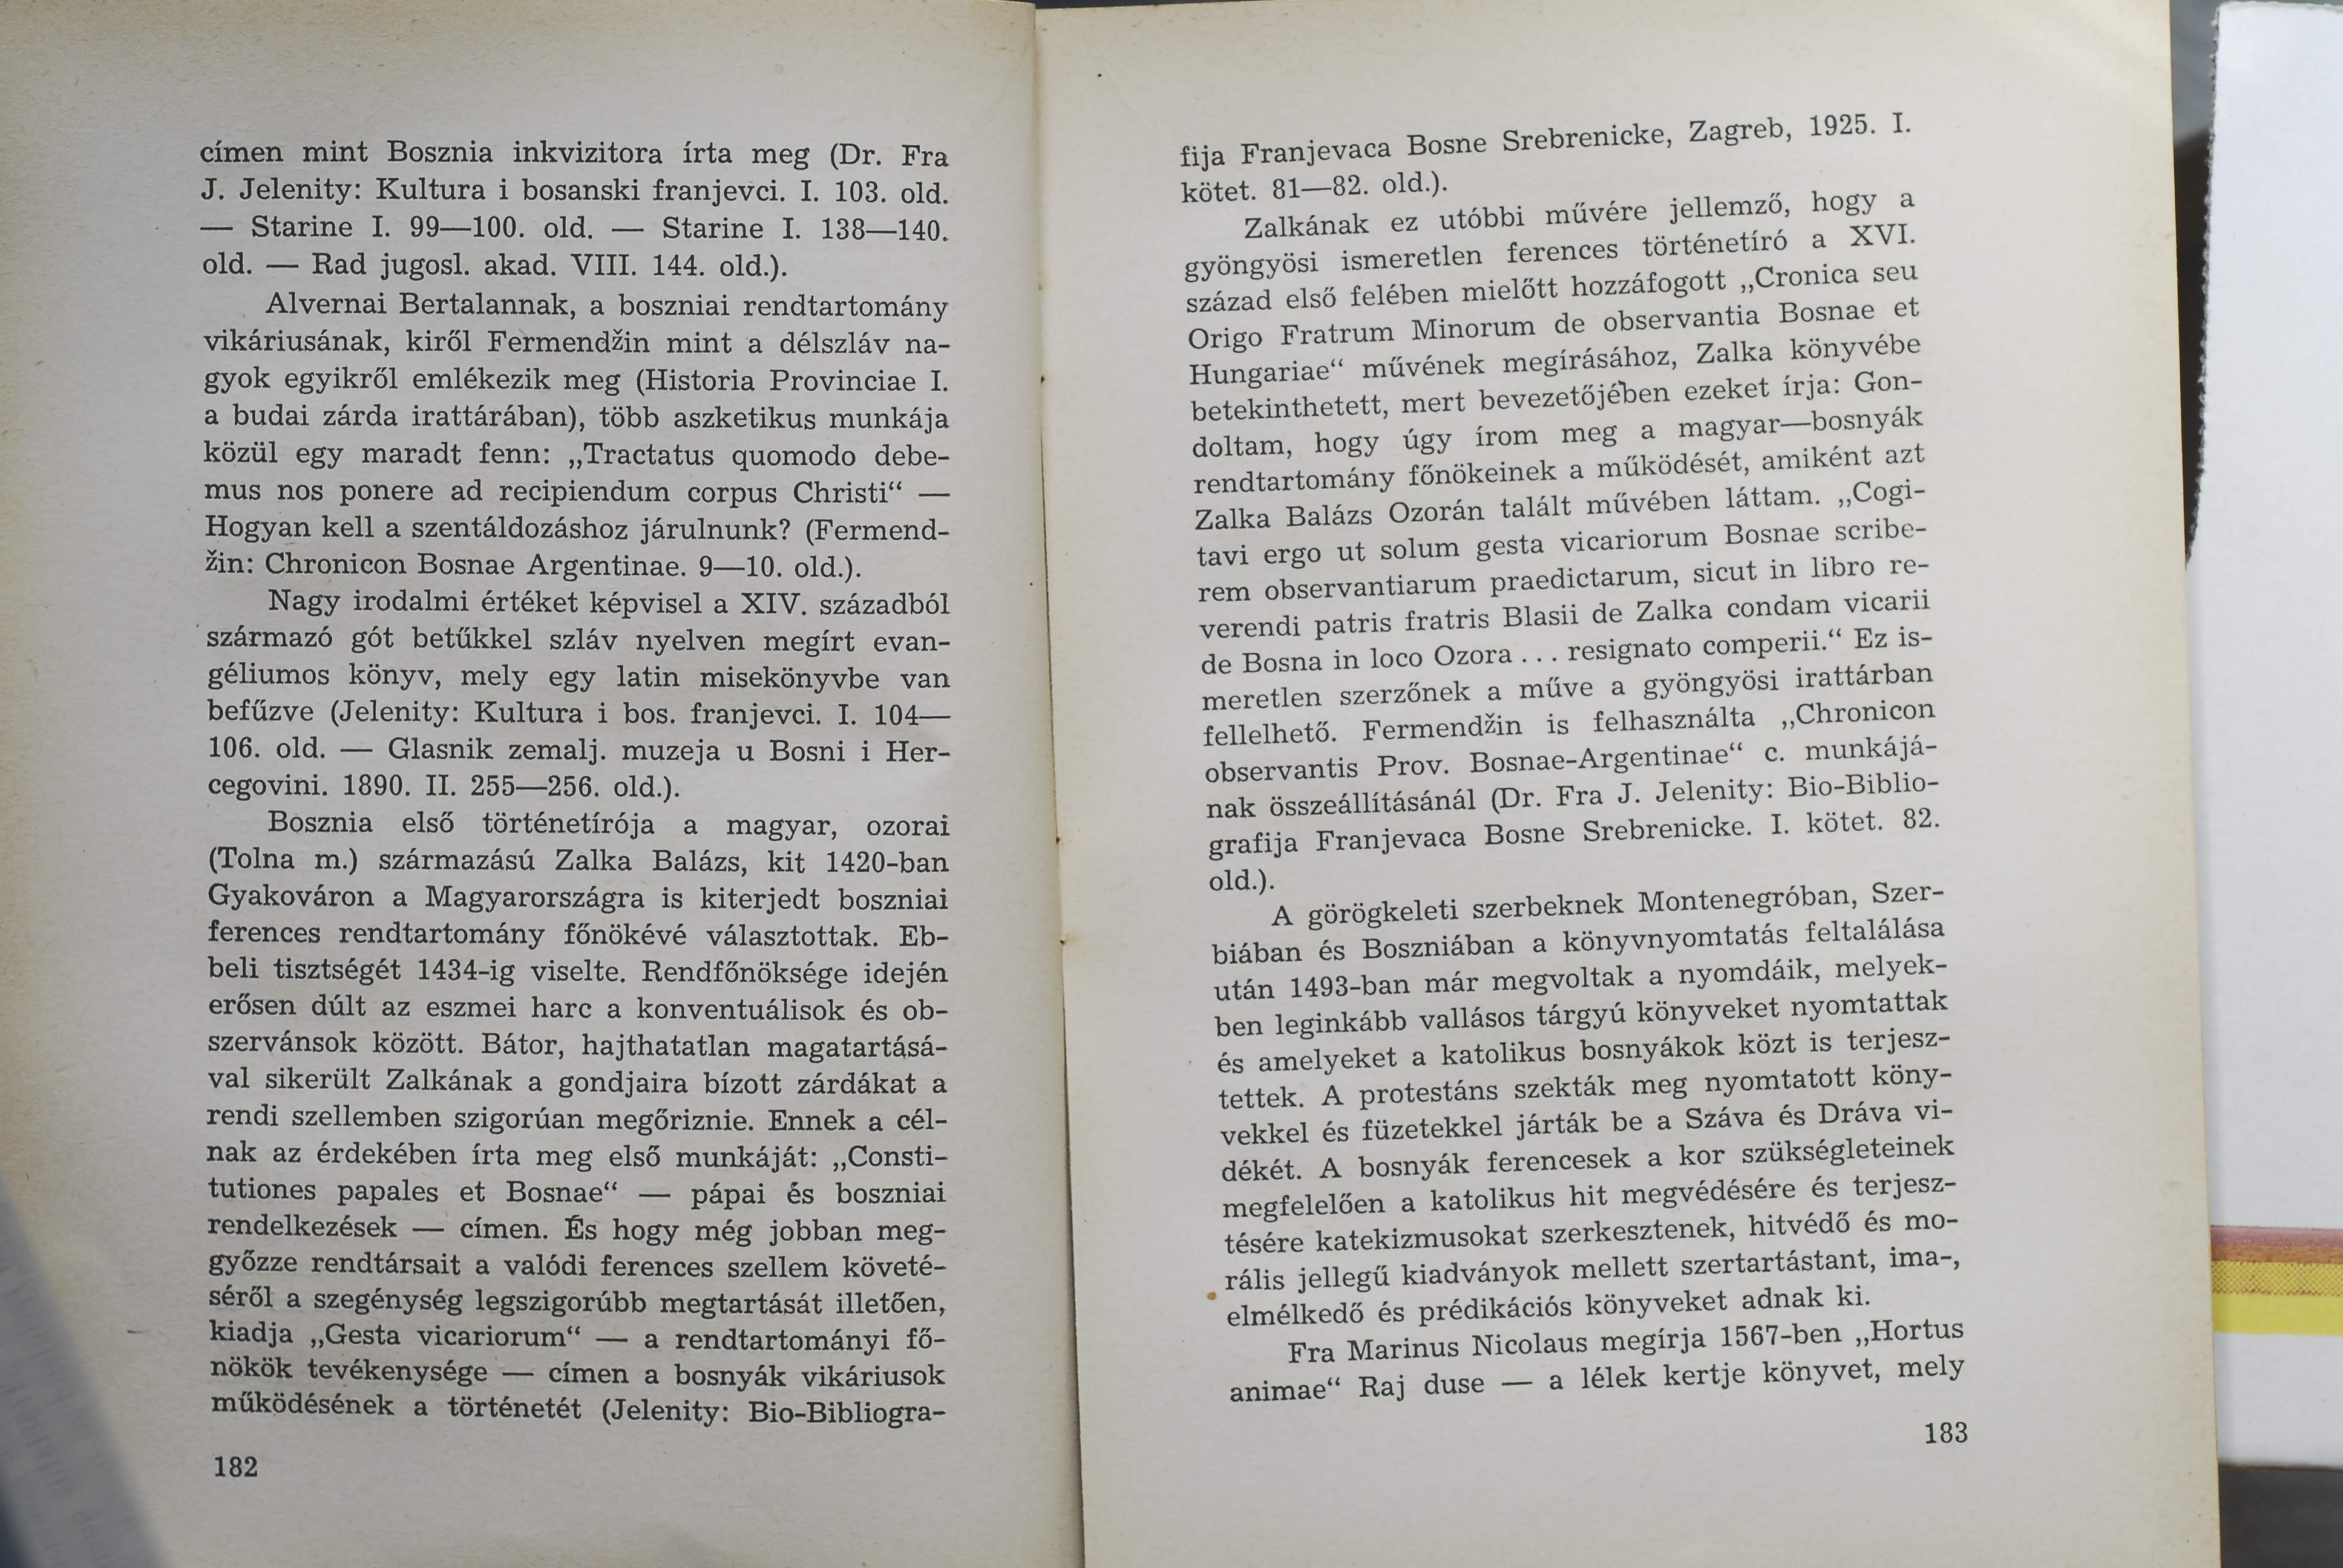 címen mint Bosznia inkvizitora írta meg (Dr. Fra
J. Jelenity: Kultura i bosanski franjevci. I. 103. old.
— Starine I. 99—100. old. — Starine I. 138—140.
old. — Rad jugosl. akad. VIII. 144. old.).
Alvernai Bertalannak, a boszniai rendtartomány
vikáriusának, kiről Fermendžin mint a délszláv na-
gyok egyikről emlékezik meg (Historia Provinciae I.
a budai zárda irattárában), több aszketikus munkája
közül egy maradt fenn: „Tractatus quomodo debe-
mus nos ponere ad recipiendum corpus Christi“ —
Hogyan kell a szentáldozáshoz járulnunk? (Fermend-
žin: Chronicon Bosnae Argentinae. 9—10. old.).
Nagy irodalmi értéket képvisel a XIV. századból
származó gót betűkkel szláv nyelven megírt evan-
géliumos könyv, mely egy latin misekönyvbe van
befűzve (Jelenity: Kultura i bos. franjevci. I. 104—
106. old. — Glasnik zemalj. muzeja u Bosni i Her-
cegovini. 1890. II. 255—256. old.).
Bosznia első történetírója a magyar, ozorai
(Tolna m.) származású Zalka Balázs, kit 1420-ban
Gyakováron a Magyarországra is kiterjedt boszniai
ferences rendtartomány főnökévé választottak. Eb-
beli tisztségét 1434-ig viselte. Rendfőnöksége idején
erősen dúlt az eszmei harc a konventuálisok és ob-
szervánsok között. Bátor, hajthatatlan magatartásá-
val sikerült Zalkának a gondjaira bízott zárdákat a
rendi szellemben szigorúan megőriznie. Ennek a cél-
nak az érdekében írta meg első munkáját: „Consti-
tutiones papales et Bosnae“ — pápai és boszniai
rendelkezések — címen. És hogy még jobban meg-
győzze rendtársait a valódi ferences szellem követé-
séről a szegénység legszigorúbb megtartását illetően,
kiadja „Gesta vicariorum“ — a rendtartományi fő-
nökök tevékenysége — címen a bosnyák vikáriusok
működésének a történetét (Jelenity: Bio-Bibliogra-
182
fija Franjevaca Bosne Srebrenicke, Zagreb, 1925. I.
kötet. 81—82. old.).
Zalkának ez utóbbi művére jellemző, hogy a
gyöngyösi ismeretlen ferences történetíró a XVI.
század első felében mielőtt hozzáfogott „Cronica seu
Origo Fratrum Minorum de observantia Bosnae et
Hungariae“ művének megírásához, Zalka könyvébe
betekinthetett, mert bevezetőjében ezeket írja: Gon-
doltam, hogy úgy írom meg a magyar—bosnyák
rendtartomány főnökeinek a működését, amiként azt
Zalka Balázs Ozorán talált művében láttam. „Cogi-
tavi ergo ut solum gesta vicariorum Bosnae scribe-
rem observantiarum praedictarum, sicut in libro re-
verendi patris fratris Blasii de Zalka condam vicarii
de Bosna in loco Ozora ... resignato comperii.“ Ez is-
meretlen szerzőnek a műve a gyöngyösi irattárban
fellelhető. Fermendžin is felhasználta „Chronicon
observantis Prov. Bosnae-Argentinae“ c. munkájá-
nak összeállításánál (Dr. Fra J. Jelenity: Bio-Biblio-
grafija Franjevaca Bosne Srebrenicke. I. kötet. 82.
old.).
A görögkeleti szerbeknek Montenegróban, Szer-
biában és Boszniában a könyvnyomtatás feltalálása
után 1493-ban már megvoltak a nyomdáik, melyek-
ben leginkább vallásos tárgyú könyveket nyomtattak
és amelyeket a katolikus bosnyákok közt is terjesz-
tettek. A protestáns szekták meg nyomtatott köny-
vekkel és füzetekkel járták be a Száva és Dráva vi-
dékét. A bosnyák ferencesek a kor szükségleteinek
megfelelően a katolikus hit megvédésére és terjesz-
tésére katekizmusokat szerkesztenek, hitvédő és mo-
rális jellegű kiadványok mellett szertartástant, ima-,
elmélkedő és prédikációs könyveket adnak ki.
Fra Marinus Nicolaus megírja 1567-ben „Hortus
animae“ Raj duse — a lélek kertje könyvet, mely
183